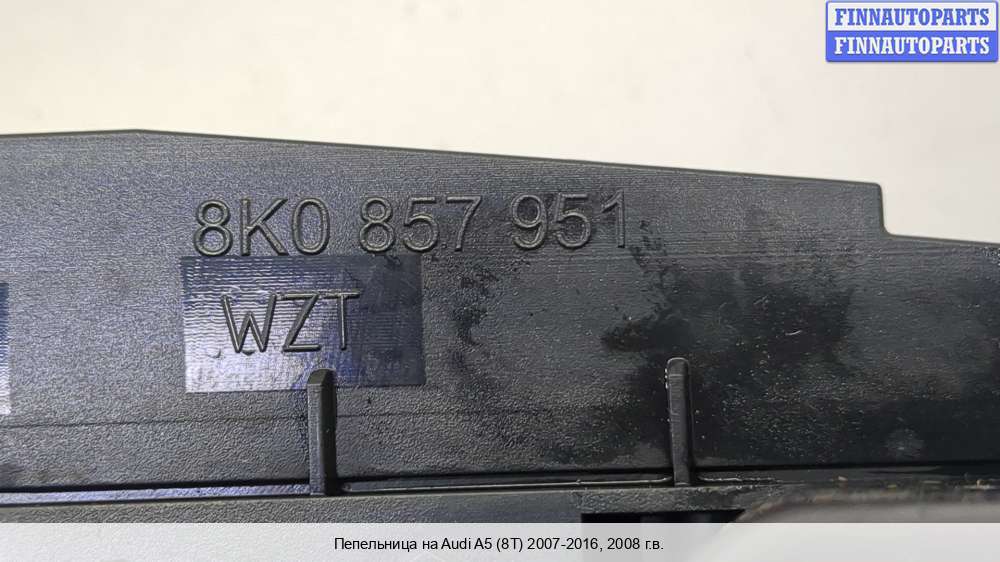 FINNAUTOPARTS
FINNAUTOPARTS
8K0 857 951
WZT
Пепельница на Audi A5 (8T) 2007-2016, 2008 г.в.